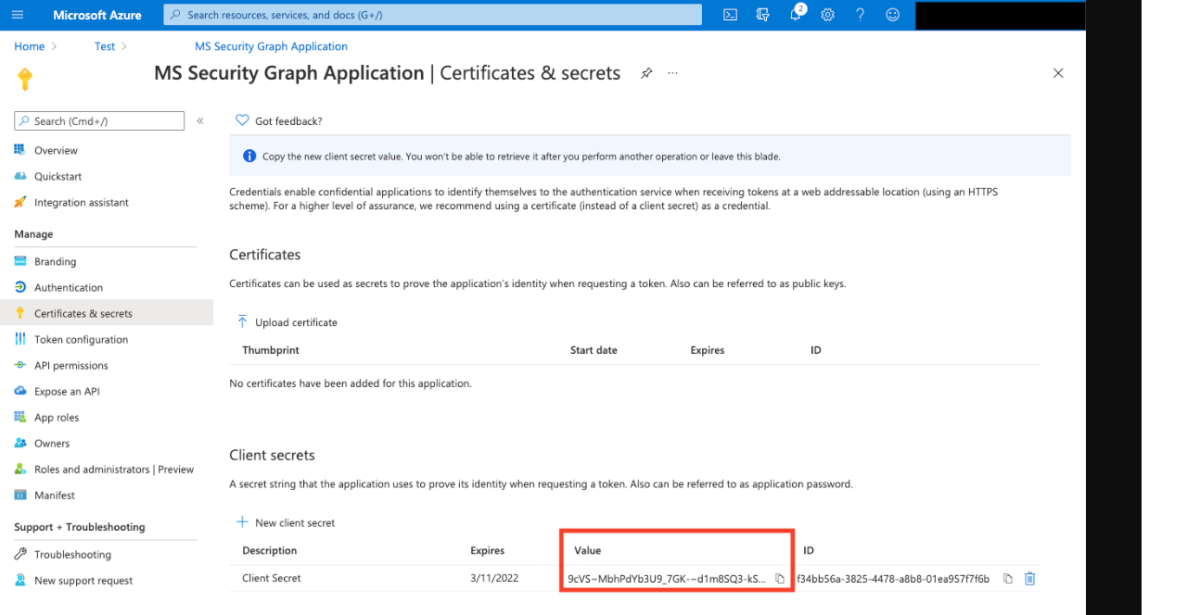 Microsoft Azure
Search resources, services, and docs (G+/)
2
Home > Test > MS Security Graph Application
MS Security Graph Application | Certificates & secrets
Search (Cmd+/)
Overview
Quickstart
Integration assistant
Manage
Branding
Authentication
Certificates & secrets
Token configuration
API permissions
Expose an API
App roles
Owners
Roles and administrators | Preview
Manifest
Support + Troubleshooting
Troubleshooting
New support request
Got feedback?
Copy the new client secret value. You won't be able to retrieve it after you perform another operation or leave this blade.
Credentials enable confidential applications to identify themselves to the authentication service when receiving tokens at a web addressable location (using an HTTPS
scheme). For a higher level of assurance, we recommend using a certificate (instead of a client secret) as a credential.
Certificates
Certificates can be used as secrets to prove the application's identity when requesting a token. Also can be referred to as public keys.
Upload certificate
Thumbprint Start date Expires ID
No certificates have been added for this application.
Client secrets
A secret string that the application uses to prove its identity when requesting a token. Also can be referred to as application password.
New client secret
Description Expires Value ID
Client Secret 3/11/2022 9cVS~MbhPdYb3U9_7GK-~d1m8SQ3-kS... f34bb56a-3825-4478-a8b8-01ea957f7f6b